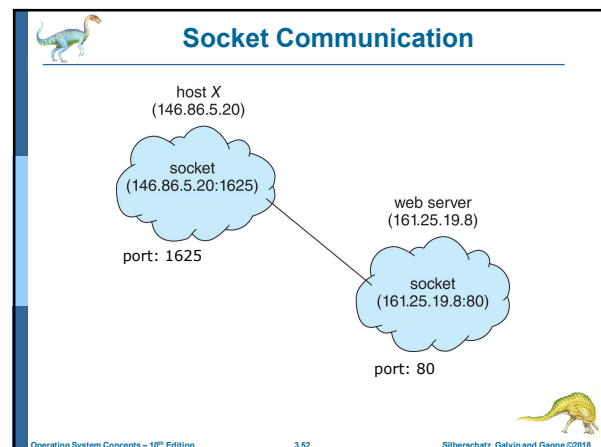 Socket Communication
host X
(146.86.5.20)
socket
(146.86.5.20:1625)
port: 1625
web server
(161.25.19.8)
socket
(161.25.19.8:80)
port: 80
Operating System Concepts – 10th Edition
3.52
Silberschatz, Galvin and Gagne ©2018